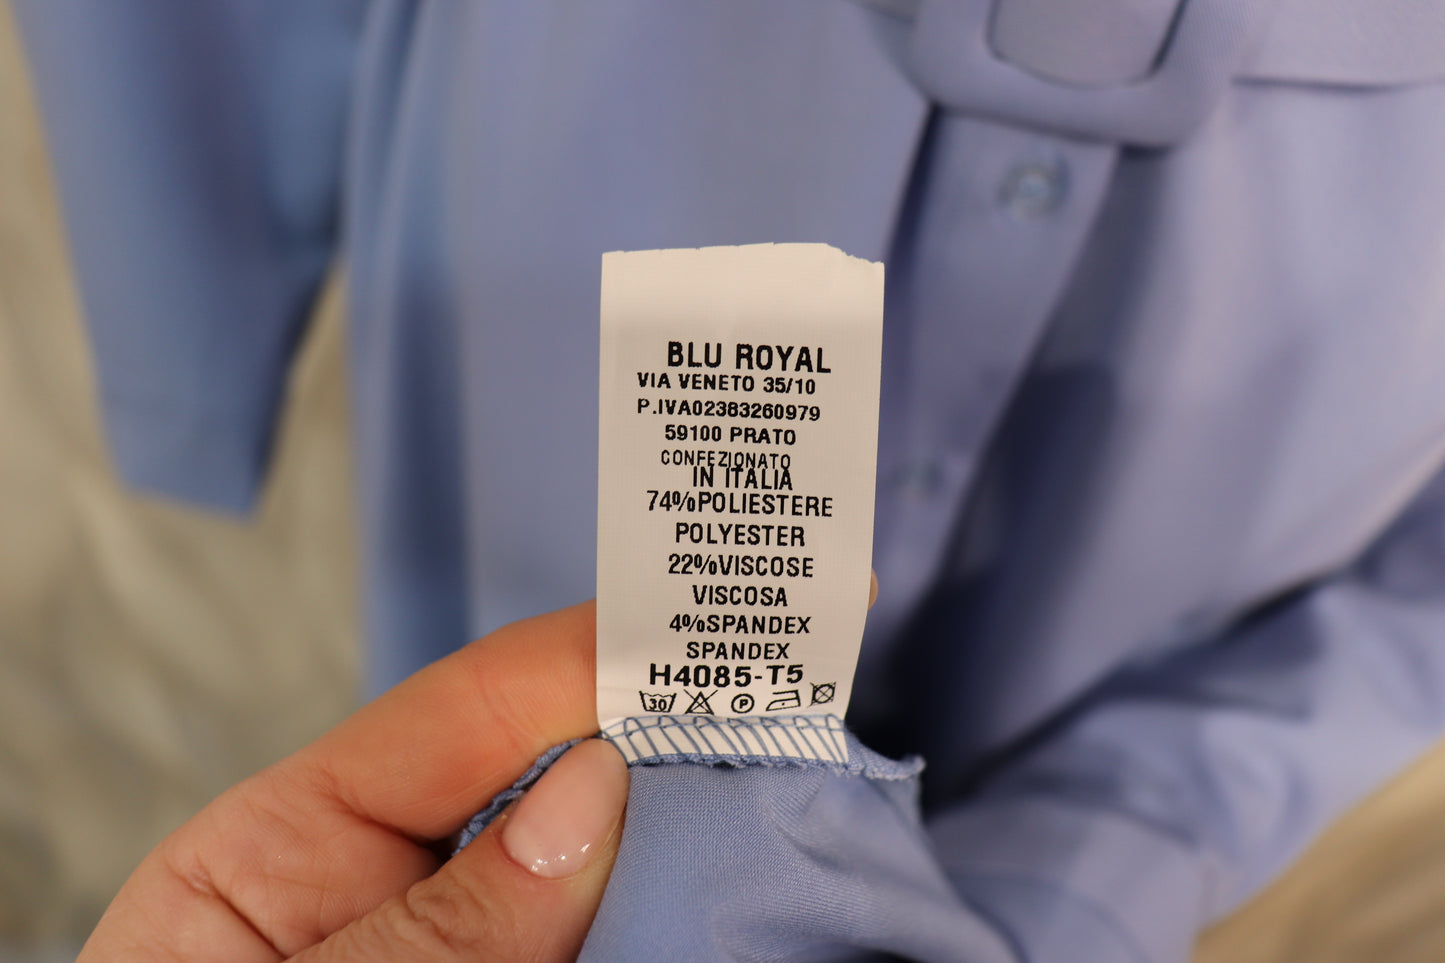 BLU ROYAL
VIA VENETO 35/10
P.IVA02383260979
59100 PRATO
CONFEZIONATO
IN ITALIA
74%POLIESTERE
POLYESTER
22%VISCOSE
VISCOSA
4%SPANDEX
SPANDEX
H4085-T5
30 P